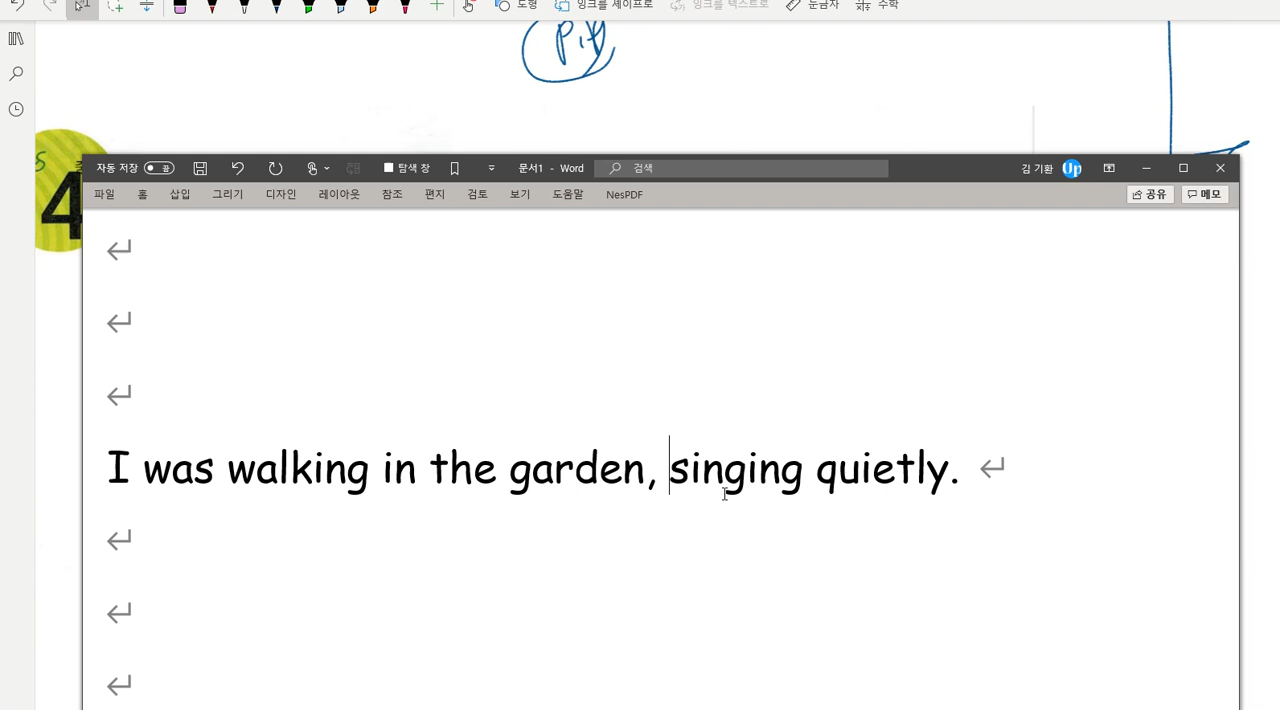 도형 잉크를 셰이프로 잉크를 텍스트로 눈금자 수학
S
4
자동 저장 끔 탐색 창 문서1 - Word 검색 김 기환 Up
파일 홈 삽입 그리기 디자인 레이아웃 참조 편지 검토 보기 도움말 NesPDF 공유 메모
I was walking in the garden, singing quietly.